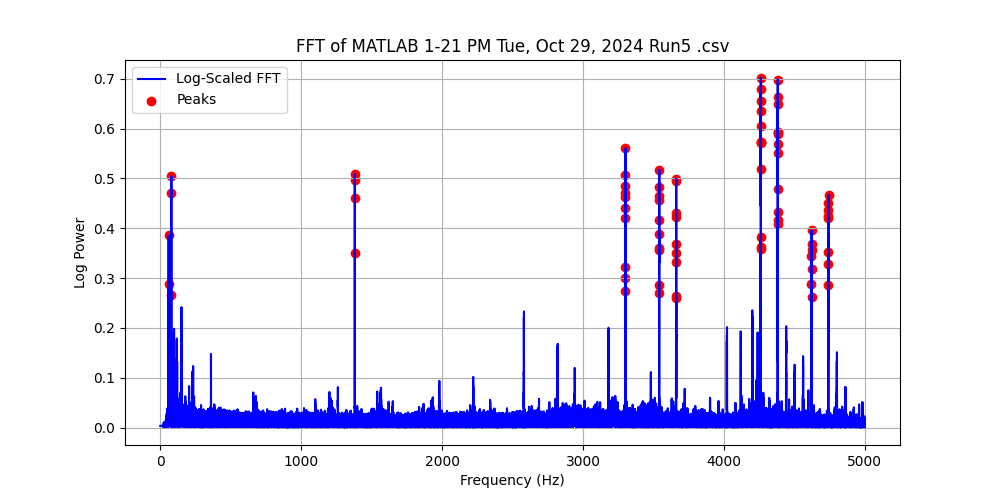 FFT of MATLAB 1-21 PM Tue, Oct 29, 2024 Run5 .csv
Log-Scaled FFT
Peaks
Log Power
0.7
0.6
0.5
0.4
0.3
0.2
0.1
0.0
0 1000 2000 3000 4000 5000
Frequency (Hz)